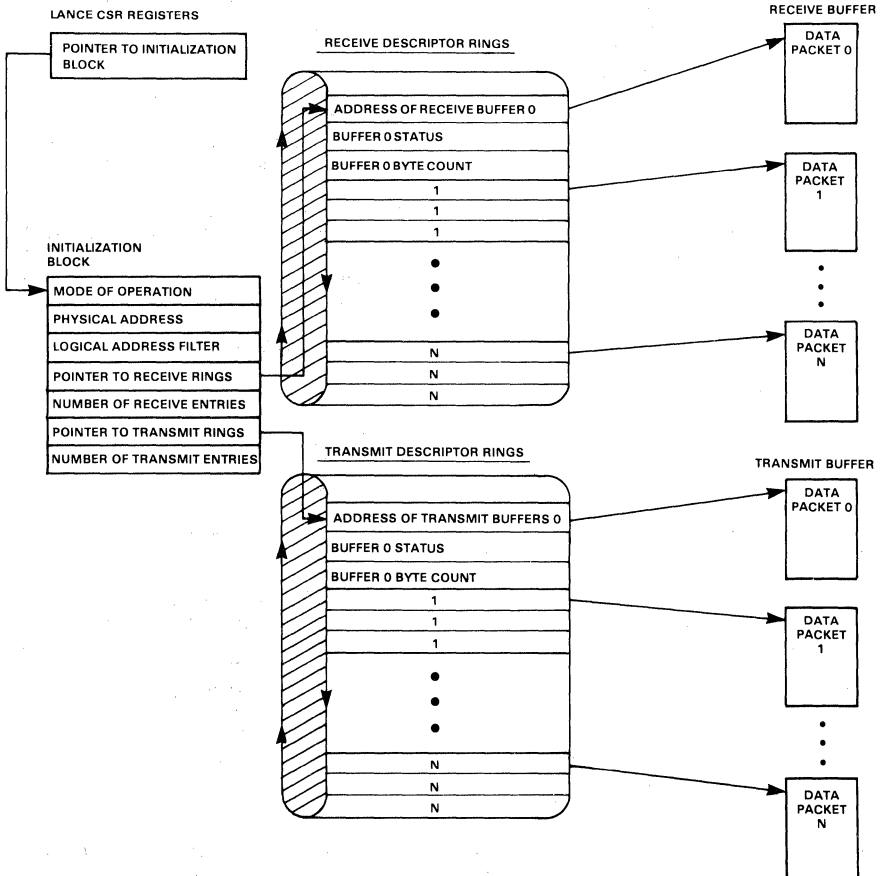 LANCE CSR REGISTERS
POINTER TO INITIALIZATION
BLOCK
INITIALIZATION
BLOCK
MODE OF OPERATION
PHYSICAL ADDRESS
LOGICAL ADDRESS FILTER
POINTER TO RECEIVE RINGS
NUMBER OF RECEIVE ENTRIES
POINTER TO TRANSMIT RINGS
NUMBER OF TRANSMIT ENTRIES
RECEIVE DESCRIPTOR RINGS
ADDRESS OF RECEIVE BUFFER 0
BUFFER 0 STATUS
BUFFER 0 BYTE COUNT
1
1
1
N
N
N
TRANSMIT DESCRIPTOR RINGS
ADDRESS OF TRANSMIT BUFFERS 0
BUFFER 0 STATUS
BUFFER 0 BYTE COUNT
1
1
1
N
N
N
RECEIVE BUFFER
DATA
PACKET 0
DATA
PACKET
1
DATA
PACKET
N
TRANSMIT BUFFER
DATA
PACKET 0
DATA
PACKET
1
DATA
PACKET
N